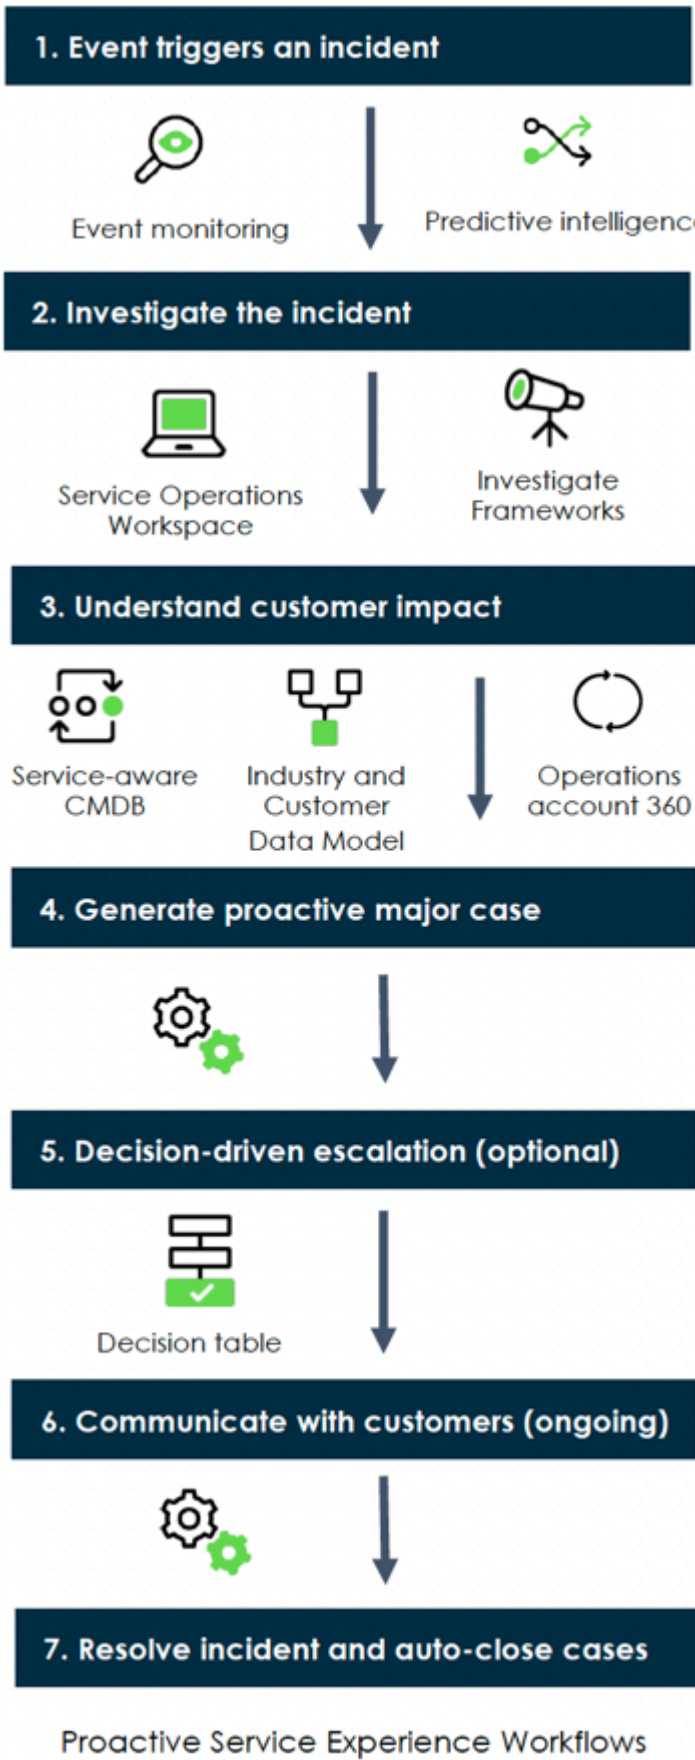 1. Event triggers an incident
Event monitoring
Predictive intelligence
2. Investigate the incident
Service Operations
Workspace
Investigate
Frameworks
3. Understand customer impact
Service-aware
CMDB
Industry and
Customer
Data Model
Operations
account 360
4. Generate proactive major case
5. Decision-driven escalation (optional)
Decision table
6. Communicate with customers (ongoing)
7. Resolve incident and auto-close cases
Proactive Service Experience Workflows